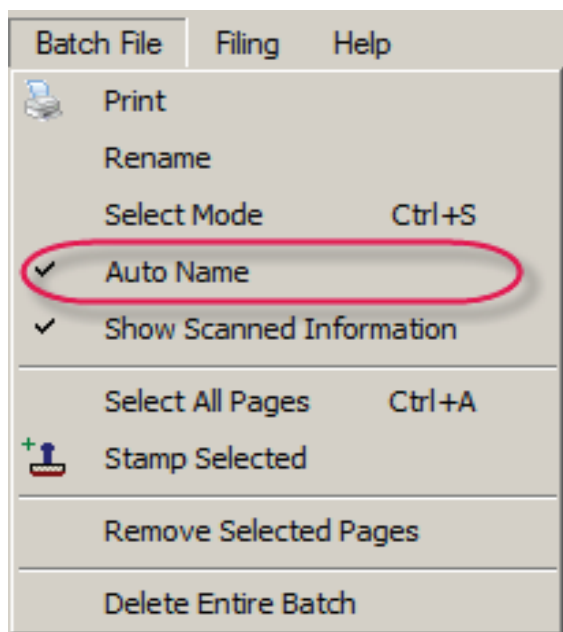 Batch File Filing Help
Print
Rename
Select Mode Ctrl+S
Auto Name
Show Scanned Information
Select All Pages Ctrl+A
Stamp Selected
Remove Selected Pages
Delete Entire Batch